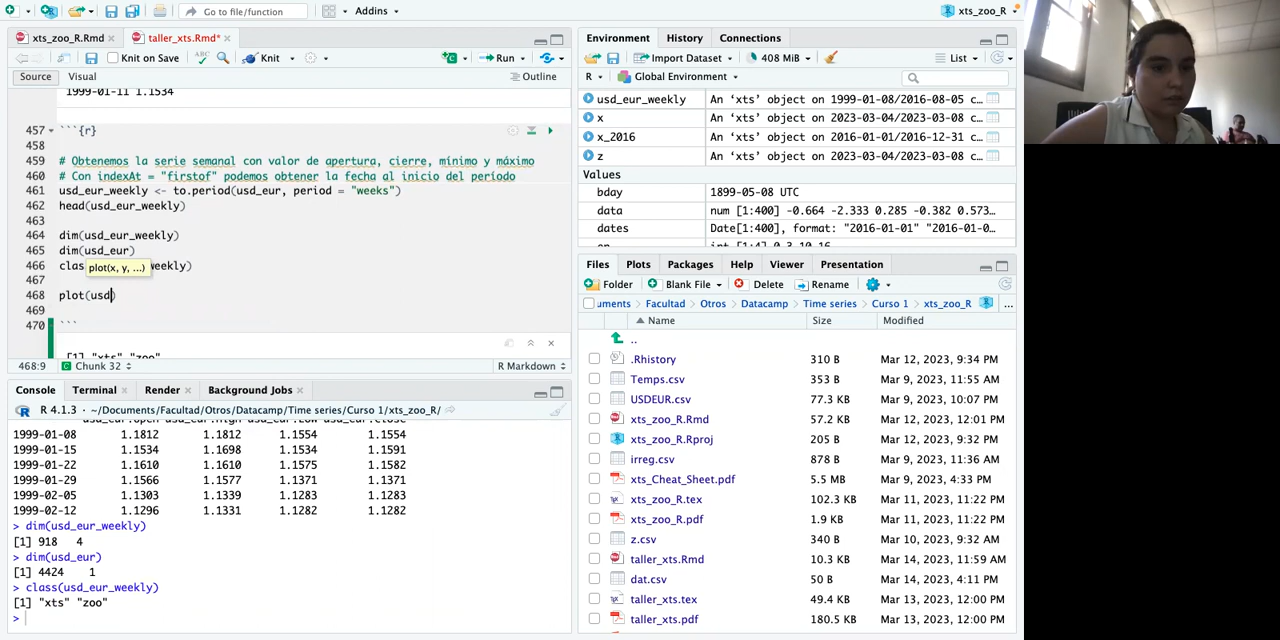 Go to file/function
Addins
xts_zoo_R
xts_zoo_R.Rmd
taller_xts.Rmd*
Knit on Save
ABC
Knit
Run
Source
Visual
Outline
1999-01-11 1.1534
457 ```{r}
458
459 # Obtenemos la serie semanal con valor de apertura, cierre, mínimo y máximo
460 # Con indexAt = "firstof" podemos obtener la fecha al inicio del período
461 usd_eur_weekly <- to.period(usd_eur, period = "weeks")
462 head(usd_eur_weekly)
463
464 dim(usd_eur_weekly)
465 dim(usd_eur)
466 clas
weekly)
plot(x, y, ...)
467
468 plot(usd)
469
470 ```
[1] "xts" "zoo"
468:9
Chunk 32
R Markdown
Console
Terminal
Render
Background Jobs
R 4.1.3 · ~/Documents/Facultad/Otros/Datacamp/Time series/Curso 1/xts_zoo_R/
1999-01-08 1.1812 1.1812 1.1554 1.1554
1999-01-15 1.1534 1.1698 1.1534 1.1591
1999-01-22 1.1610 1.1610 1.1575 1.1582
1999-01-29 1.1566 1.1577 1.1371 1.1371
1999-02-05 1.1303 1.1339 1.1283 1.1283
1999-02-12 1.1296 1.1331 1.1282 1.1282
> dim(usd_eur_weekly)
[1] 918 4
> dim(usd_eur)
[1] 4424 1
> class(usd_eur_weekly)
[1] "xts" "zoo"
>
Environment
History
Connections
Import Dataset
408 MiB
List
R
Global Environment
usd_eur_weekly An ‘xts’ object on 1999-01-08/2016-08-05 c…
x An ‘xts’ object on 2023-03-04/2023-03-08 c…
x_2016 An ‘xts’ object on 2016-01-01/2016-12-31 c…
z An ‘xts’ object on 2023-03-04/2023-03-08 c…
Values
bday 1899-05-08 UTC
data num [1:400] -0.664 -2.333 0.285 -0.382 0.573…
dates Date[1:400], format: "2016-01-01" "2016-01-0…
Files
Plots
Packages
Help
Viewer
Presentation
Folder
Blank File
Delete
Rename
uments
Facultad
Otros
Datacamp
Time series
Curso 1
xts_zoo_R
...
Name
Size
Modified
..
.Rhistory 310 B Mar 12, 2023, 9:34 PM
Temps.csv 353 B Mar 9, 2023, 11:55 AM
USDEUR.csv 77.3 KB Mar 9, 2023, 10:07 PM
xts_zoo_R.Rmd 57.2 KB Mar 12, 2023, 12:01 PM
xts_zoo_R.Rproj 205 B Mar 12, 2023, 9:32 PM
irreg.csv 878 B Mar 9, 2023, 11:36 AM
xts_Cheat_Sheet.pdf 5.5 MB Mar 9, 2023, 4:33 PM
xts_zoo_R.tex 102.3 KB Mar 11, 2023, 11:22 PM
xts_zoo_R.pdf 1.9 KB Mar 11, 2023, 11:22 PM
z.csv 340 B Mar 10, 2023, 9:32 AM
taller_xts.Rmd 10.3 KB Mar 14, 2023, 11:59 AM
dat.csv 50 B Mar 14, 2023, 4:11 PM
taller_xts.tex 49.4 KB Mar 13, 2023, 12:00 PM
taller_xts.pdf 180.5 KB Mar 13, 2023, 12:00 PM